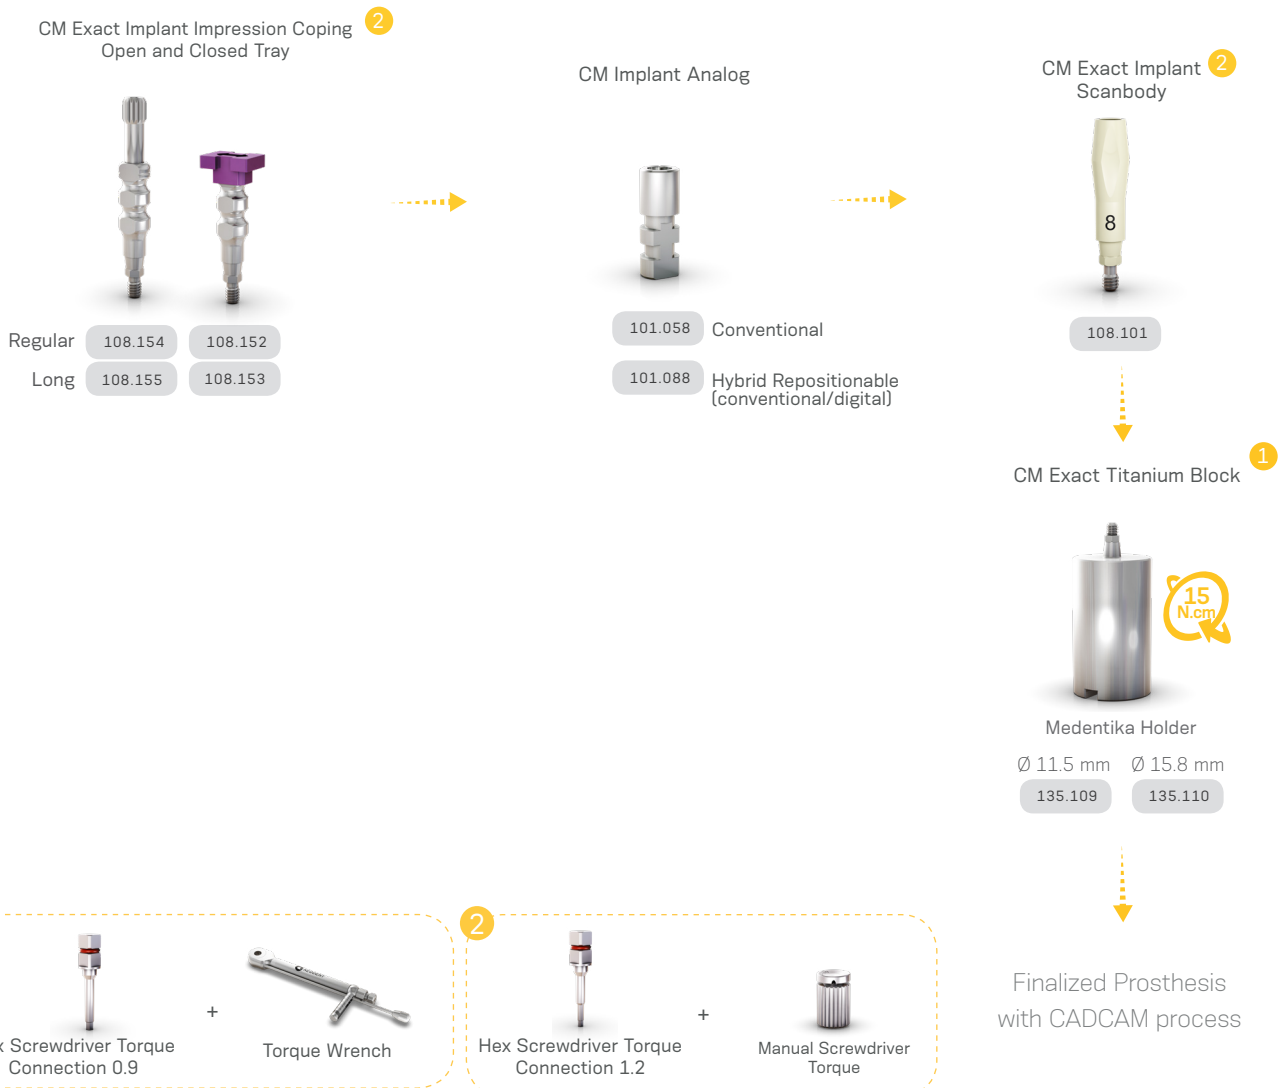 CM Exact Implant Impression Coping 2
Open and Closed Tray
CM Implant Analog
CM Exact Implant 2
Scanbody
8
Regular 108.154 108.152
Long 108.155 108.153
101.058 Conventional
101.088 Hybrid Repositionable
(conventional/digital)
108.101
CM Exact Titanium Block 1
15
N.cm
Medentika Holder
Ø 11.5 mm Ø 15.8 mm
135.109 135.110
Screwdriver Torque
Connection 0.9
+
Torque Wrench
2
Hex Screwdriver Torque
Connection 1.2
+
Manual Screwdriver
Torque
Finalized Prosthesis
with CADCAM process